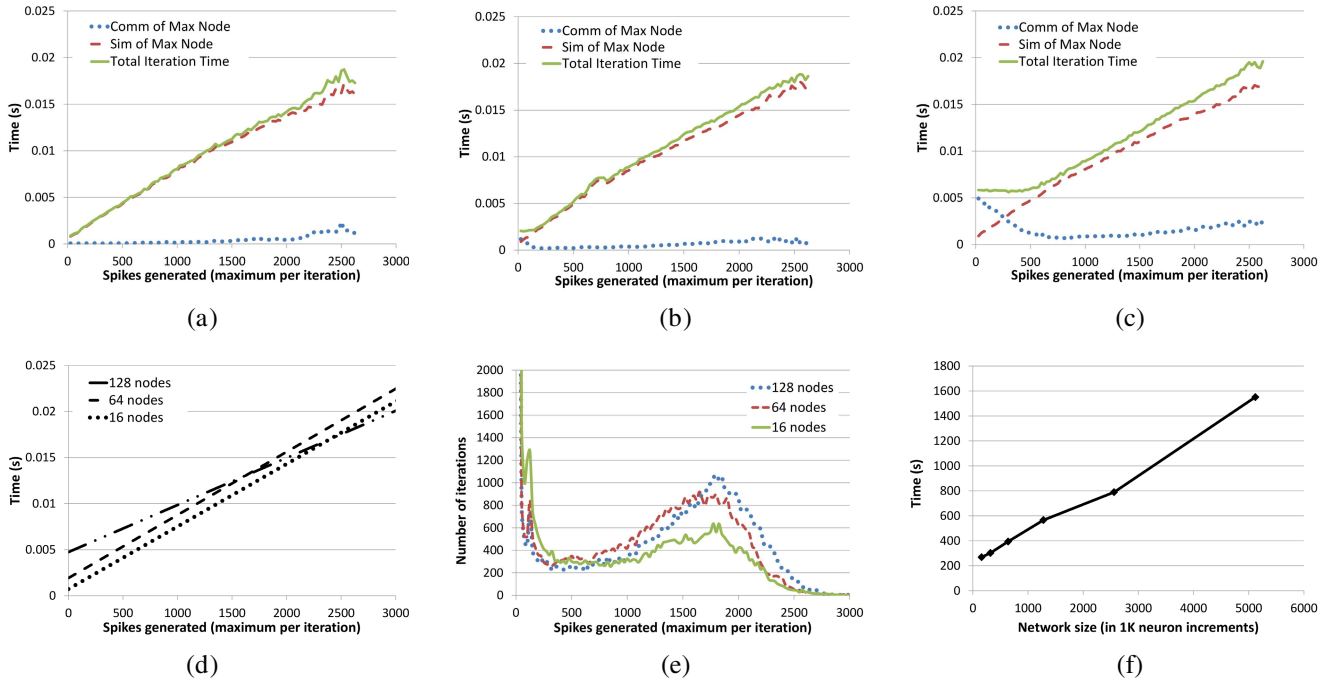 0.025
0.02
0.015
0.01
0.005
0
Time (s)
Comm of Max Node
Sim of Max Node
Total Iteration Time
0 500 1000 1500 2000 2500 3000
Spikes generated (maximum per iteration)
(a)
0.025
0.02
0.015
0.01
0.005
0
Time (s)
Comm of Max Node
Sim of Max Node
Total Iteration Time
0 500 1000 1500 2000 2500 3000
Spikes generated (maximum per iteration)
(b)
0.025
0.02
0.015
0.01
0.005
0
Time (s)
Comm of Max Node
Sim of Max Node
Total Iteration Time
0 500 1000 1500 2000 2500 3000
Spikes generated (maximum per iteration)
(c)
0.025
0.02
0.015
0.01
0.005
0
Time (s)
128 nodes
64 nodes
16 nodes
0 500 1000 1500 2000 2500 3000
Spikes generated (maximum per iteration)
(d)
2000
1800
1600
1400
1200
1000
800
600
400
200
0
Number of iterations
128 nodes
64 nodes
16 nodes
0 500 1000 1500 2000 2500 3000
Spikes generated (maximum per iteration)
(e)
1800
1600
1400
1200
1000
800
600
400
200
0
Time (s)
0 1000 2000 3000 4000 5000 6000
Network size (in 1K neuron increments)
(f)